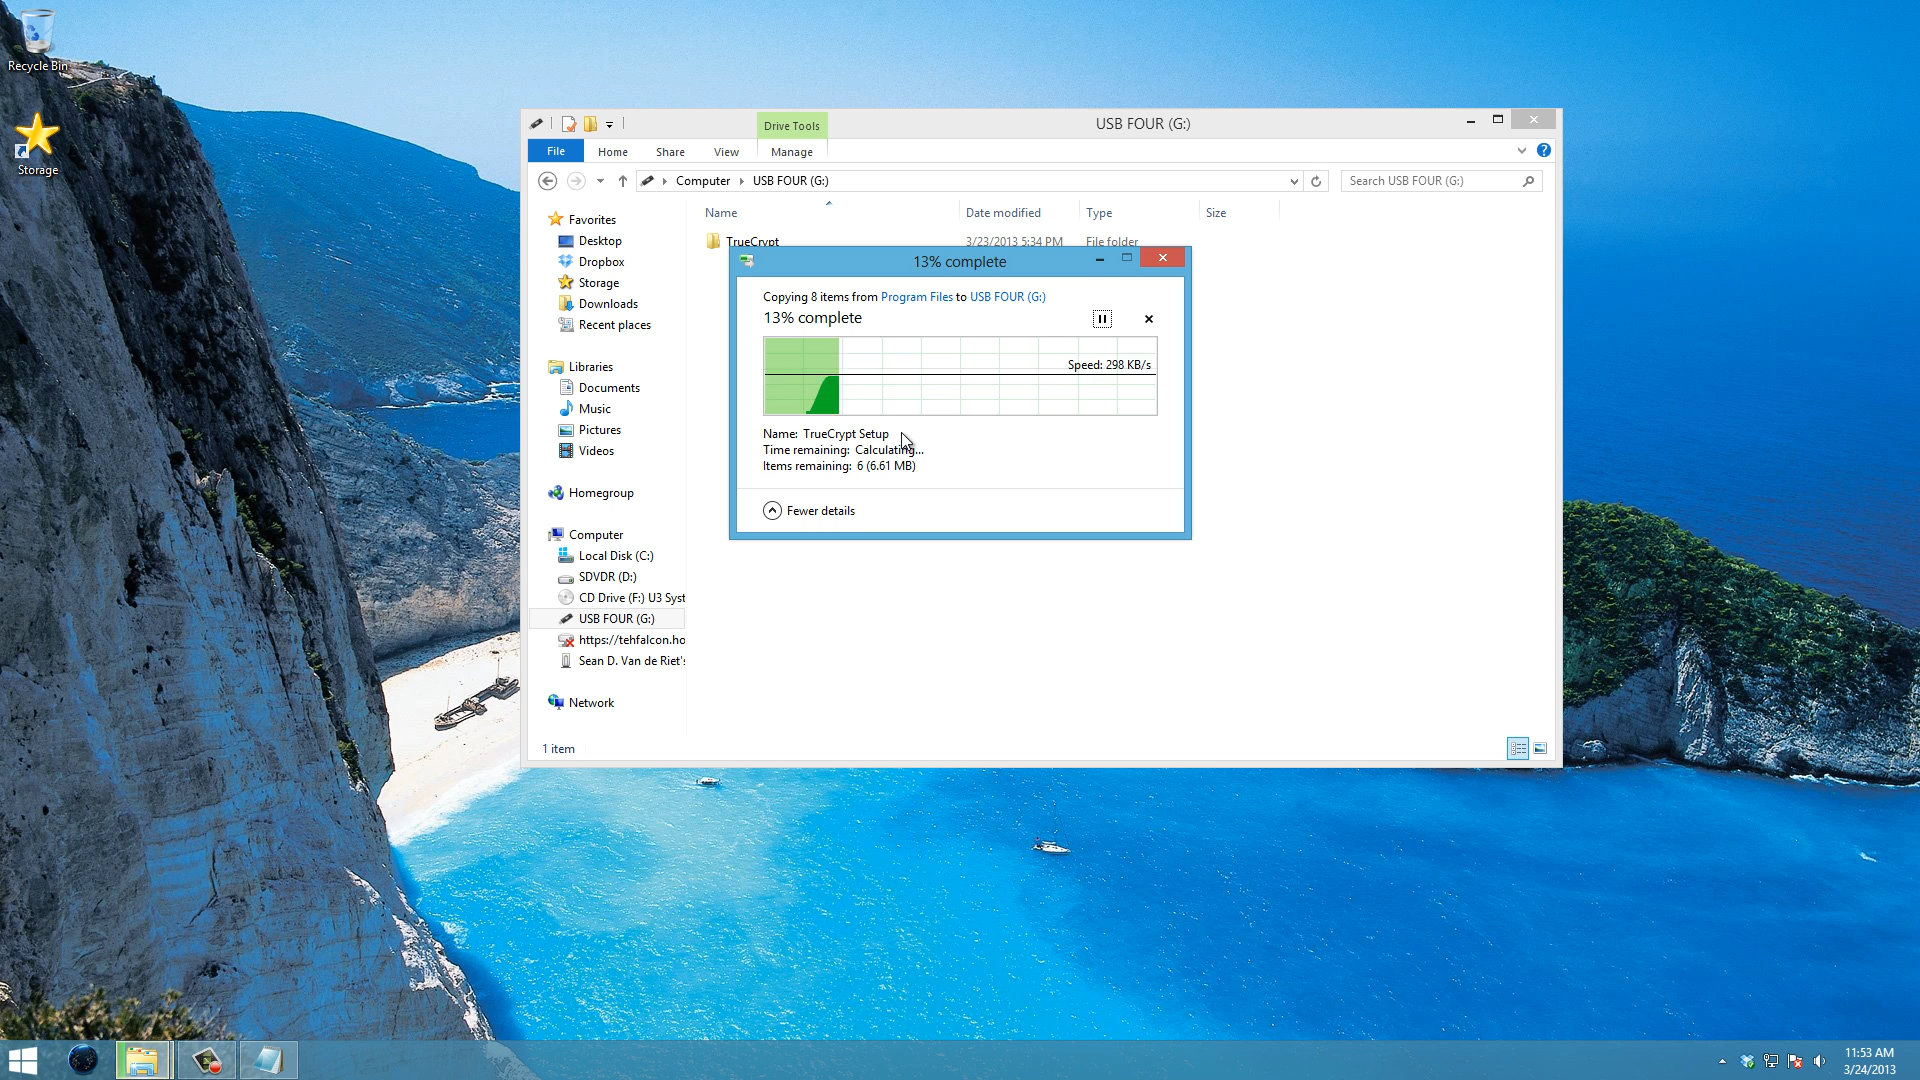 Recycle Bin
Storage
Drive Tools
USB FOUR (G:)
File
Home
Share
View
Manage
Computer
USB FOUR (G:)
Search USB FOUR (G:)
Name
Date modified
Type
Size
TrueCrypt
3/23/2013 5:34 PM
File folder
Favorites
Desktop
Dropbox
Storage
Downloads
Recent places
Libraries
Documents
Music
Pictures
Videos
Homegroup
Computer
Local Disk (C:)
SDVDR (D:)
CD Drive (F:) U3 Syst
USB FOUR (G:)
https://tehfalcon.ho
Sean D. Van de Riet's
Network
1 item
13% complete
Copying 8 items from Program Files to USB FOUR (G:)
13% complete
Speed: 298 KB/s
Name: TrueCrypt Setup
Time remaining: Calculating...
Items remaining: 6 (6.61 MB)
Fewer details
11:53 AM
3/24/2013